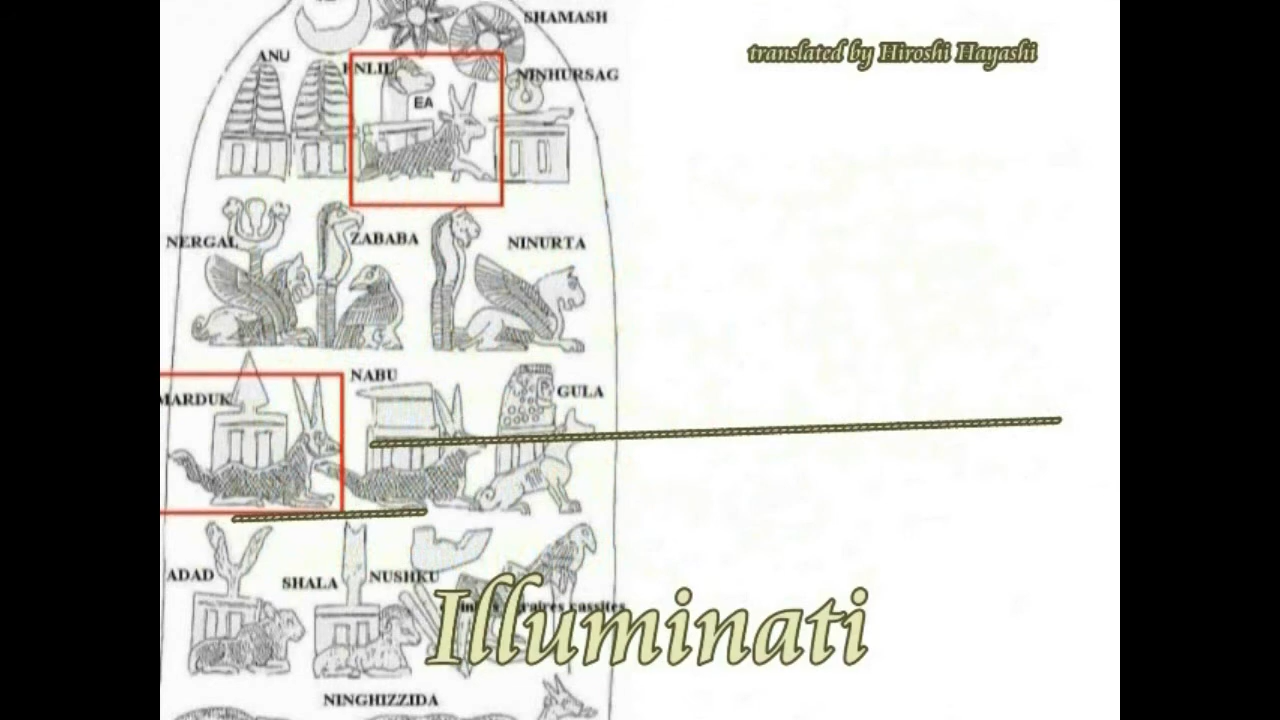 SHAMASH
translated by Hiroshi Hayashi
ANU
ENLIL
NINHURSAG
EA
NERGAL
ZABABA
NINURTA
MARDUK
NABU
GULA
ADAD
SHALA
NUSHKU
cassites
Illuminati
NINGHIZZIDA